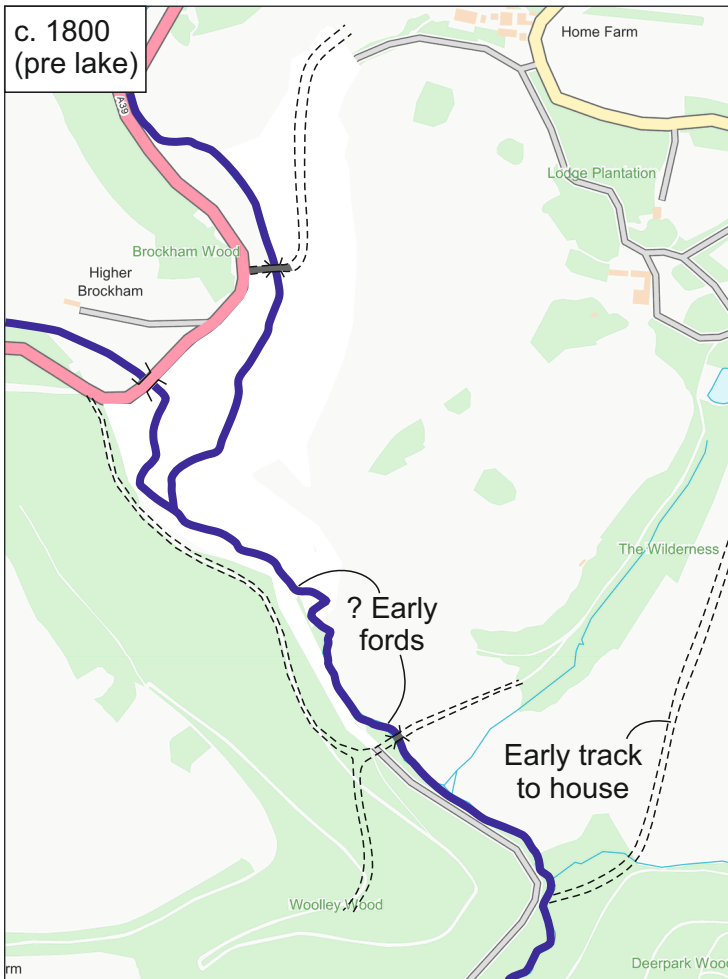 c. 1800
(pre lake)
Home Farm
A39
Lodge Plantation
Brockham Wood
Higher
Brockham
The Wilderness
? Early
fords
Early track
to house
Woolley Wood
rm
Deerpark Woo